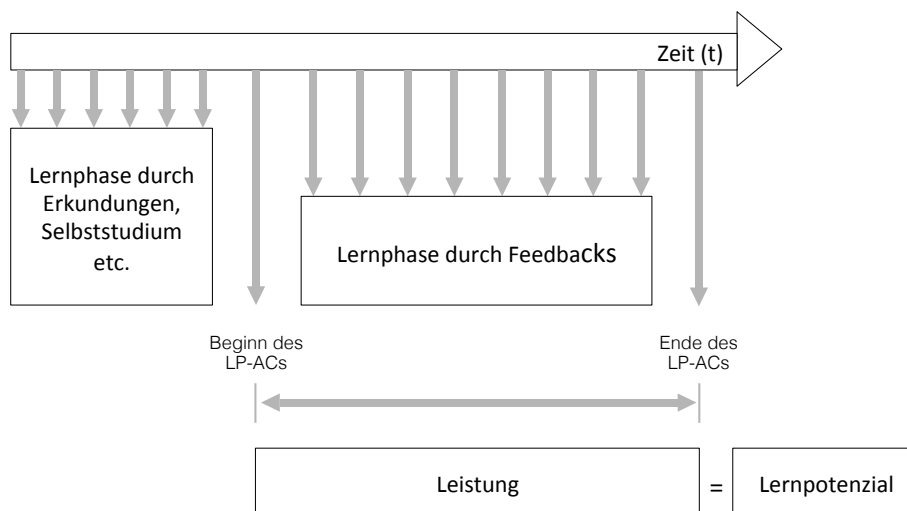 Zeit (t)
Lernphase durch
Erkundungen,
Selbststudium
etc.
Lernphase durch Feedbacks
Beginn des
LP-ACs
Ende des
LP-ACs
Leistung
=
Lernpotenzial